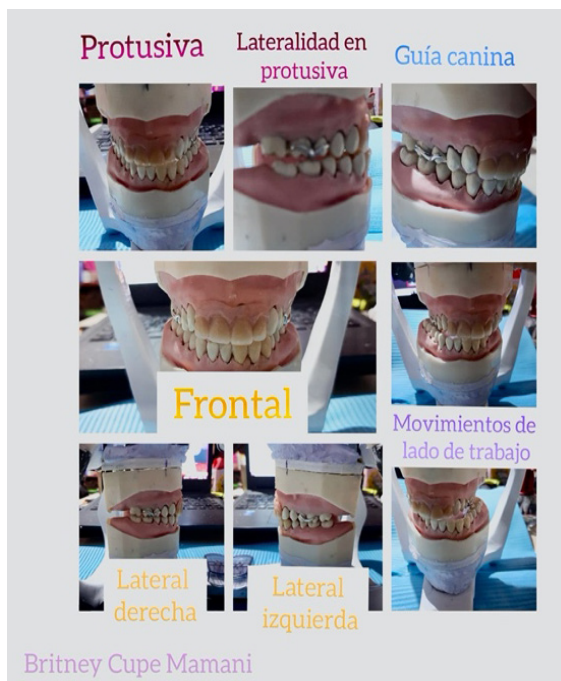 Protusiva
Lateralidad en
protusiva
Guía canina
Frontal
Movimientos de
lado de trabajo
Lateral
derecha
Lateral
izquierda
Britney Cupe Mamani